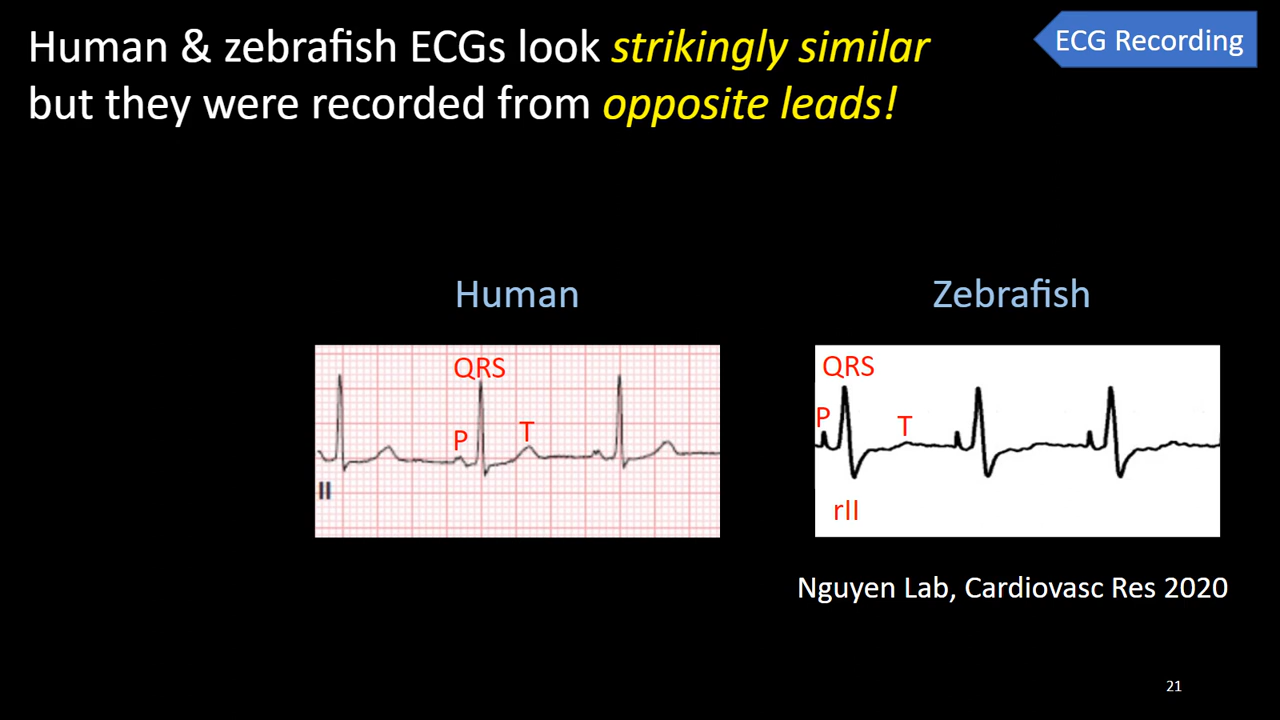 Human & zebrafish ECGs look strikingly similar
but they were recorded from opposite leads!
ECG Recording
Human
Zebrafish
QRS
P
T
II
QRS
P
T
rII
Nguyen Lab, Cardiovasc Res 2020
21